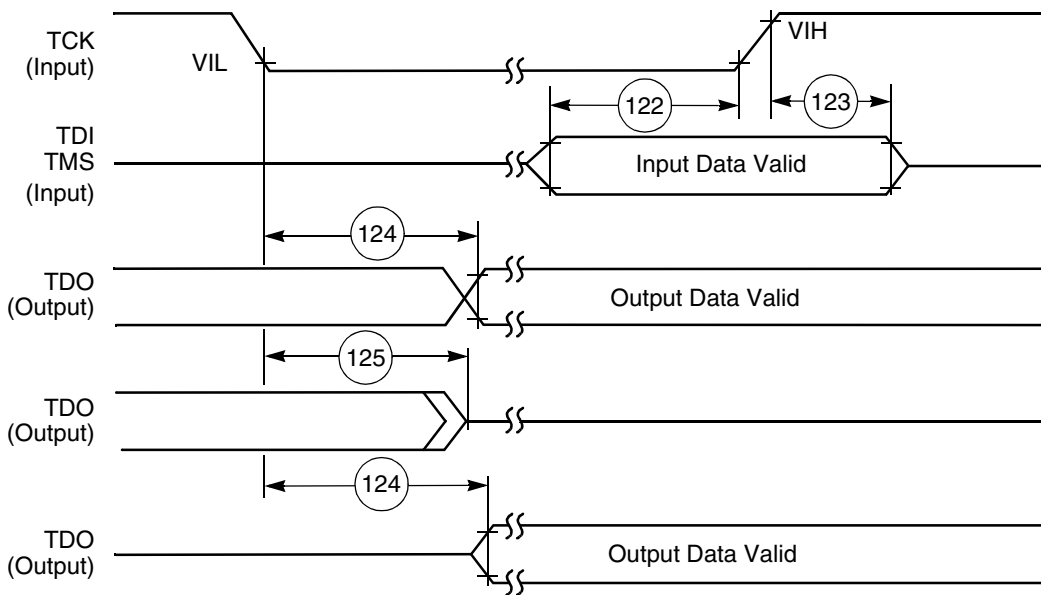 TCK
(Input)
VIL
VIH
122
123
TDI
TMS
(Input)
Input Data Valid
124
TDO
(Output)
Output Data Valid
125
TDO
(Output)
124
TDO
(Output)
Output Data Valid